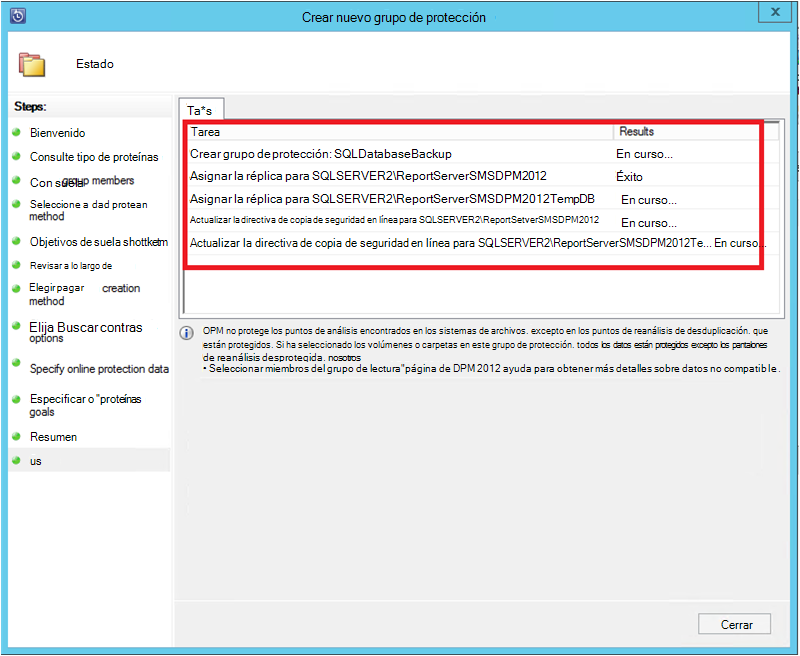 Crear nuevo grupo de protección
x
Estado
Steps:
Bienvenido
Consulte tipo de proteínas
Con suela group members
Seleccione a dad protean
method
Objetivos de suela shottketm
Revisar a lo largo de
Elegir pagar creation
method
Elija Buscar contras
options
Specify online protection data
Especificar o "proteínas
goals
Resumen
us
Ta*s
Tarea Results
Crear grupo de protección: SQLDatabaseBackup En curso...
Asignar la réplica para SQLSERVER2\ReportServerSMSDPM2012 Éxito
Asignar la réplica para SQLSERVER2\ReportServerSMSDPM2012TempDB En curso...
Actualizar la directiva de copia de seguridad en línea para SQLSERVER2\ReportSetverSMSDPM2012 En curso...
Actualizar la directiva de copia de seguridad en línea para SQLSERVER2\ReportServerSMSDPM2012Te... En curso...
OPM no protege los puntos de análisis encontrados en los sistemas de archivos. excepto en los puntos de reanálisis de desduplicación. que
están protegidos. Si ha seleccionado los volúmenes o carpetas en este grupo de protección. todos los datos están protegidos excepto los pantalones
de reanálisis desprotegida. nosotros
• Seleccionar miembros del grupo de lectura"página de DPM 2012 ayuda para obtener más detalles sobre datos no compatible.
Cerrar